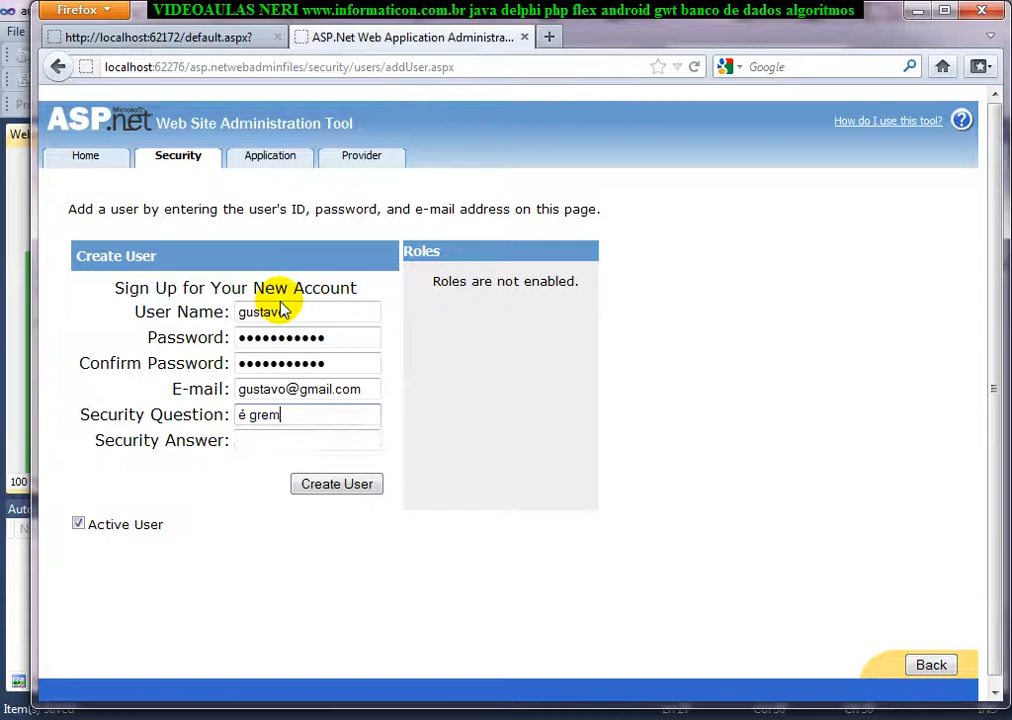 VIDEOAULAS NERI www.informaticon.com.br java delphi php flex android gwt banco de dados algoritmos
Firefox
http://localhost:62172/default.aspx?
ASP.Net Web Application Administra...
localhost:62276/asp.netwebadminfiles/security/users/addUser.aspx
Google
File
ASP.net Microsoft Web Site Administration Tool
How do I use this tool?
Home Security Application Provider
Add a user by entering the user's ID, password, and e-mail address on this page.
Create User
Roles
Sign Up for Your New Account
Roles are not enabled.
User Name: gustavo
Password: •••••••••••
Confirm Password: •••••••••••
E-mail: gustavo@gmail.com
Security Question: é grem
Security Answer:
Create User
100
Active User
Back
Item(s) Saved